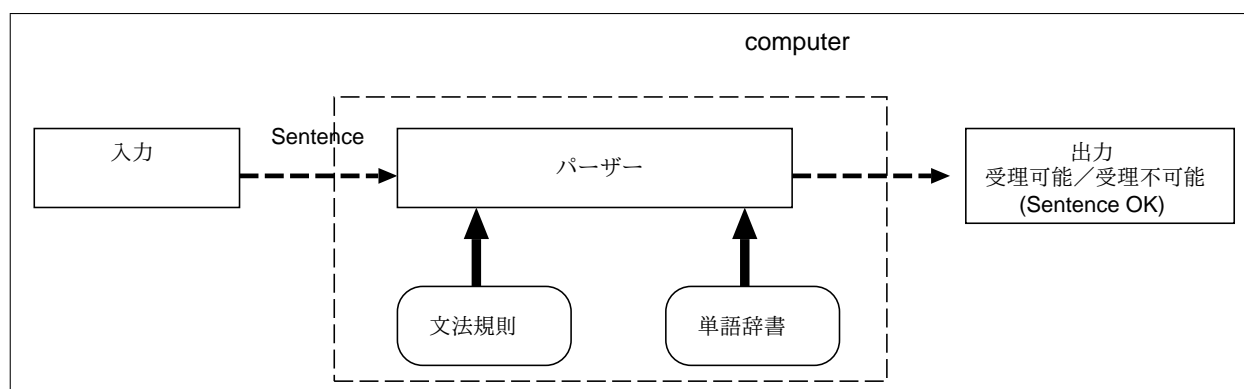 computer
入力
Sentence
パーザー
出力
受理可能／受理不可能
(Sentence OK)
文法規則
単語辞書